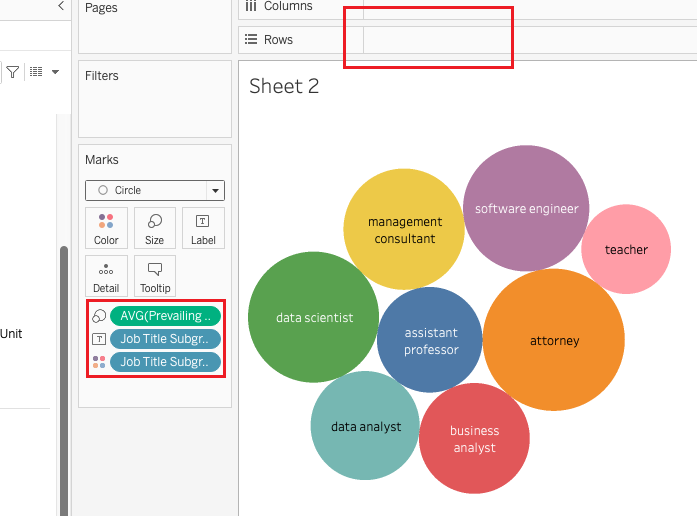 Pages
Columns
Rows
Filters
Sheet 2
Marks
Circle
Color
Size
Label
Detail
Tooltip
AVG(Prevailing ..
Job Title Subgr..
Job Title Subgr..
Unit
management
consultant
software engineer
teacher
data scientist
assistant
professor
attorney
data analyst
business
analyst